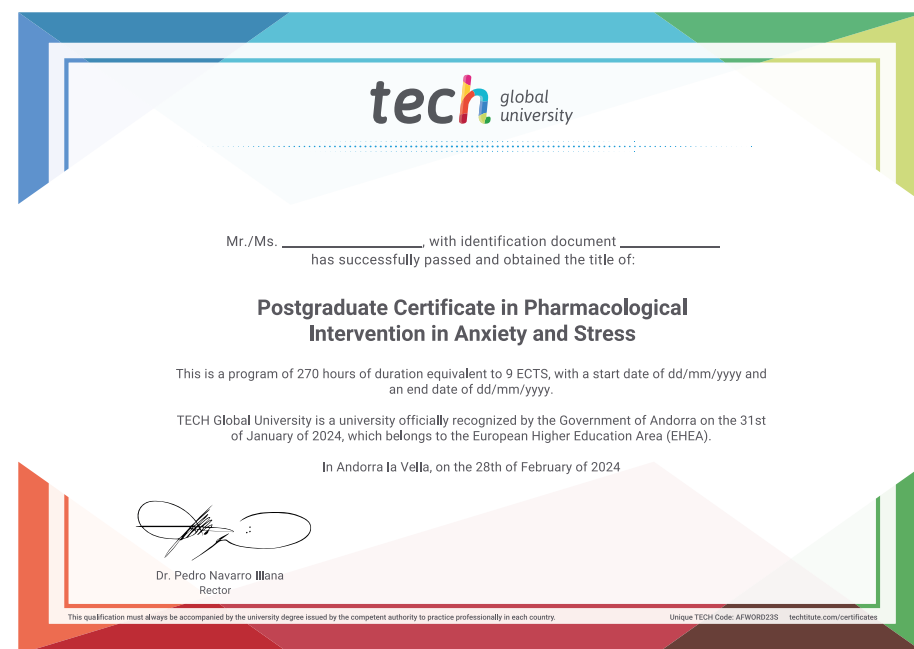 tech global
university
Mr./Ms. ____________________, with identification document ______________
has successfully passed and obtained the title of:
Postgraduate Certificate in Pharmacological
Intervention in Anxiety and Stress
This is a program of 270 hours of duration equivalent to 9 ECTS, with a start date of dd/mm/yyyy and
an end date of dd/mm/yyyy.
TECH Global University is a university officially recognized by the Government of Andorra on the 31st
of January of 2024, which belongs to the European Higher Education Area (EHEA).
In Andorra la Vella, on the 28th of February of 2024
Dr. Pedro Navarro Illana
Rector
This qualification must always be accompanied by the university degree issued by the competent authority to practice professionally in each country.
Unique TECH Code: AFWORD23S techtitute.com/certificates